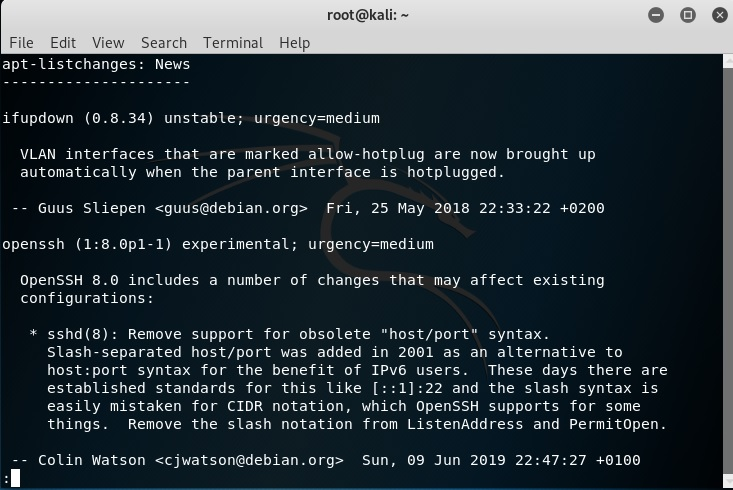 root@kali: ~
File Edit View Search Terminal Help
apt-listchanges: News
---------------------
ifupdown (0.8.34) unstable; urgency=medium
VLAN interfaces that are marked allow-hotplug are now brought up
automatically when the parent interface is hotplugged.
-- Guus Sliepen <guus@debian.org>  Fri, 25 May 2018 22:33:22 +0200
openssh (1:8.0p1-1) experimental; urgency=medium
OpenSSH 8.0 includes a number of changes that may affect existing
configurations:
* sshd(8): Remove support for obsolete "host/port" syntax.
Slash-separated host/port was added in 2001 as an alternative to
host:port syntax for the benefit of IPv6 users.  These days there are
established standards for this like [::1]:22 and the slash syntax is
easily mistaken for CIDR notation, which OpenSSH supports for some
things.  Remove the slash notation from ListenAddress and PermitOpen.
-- Colin Watson <cjwatson@debian.org>  Sun, 09 Jun 2019 22:47:27 +0100
: